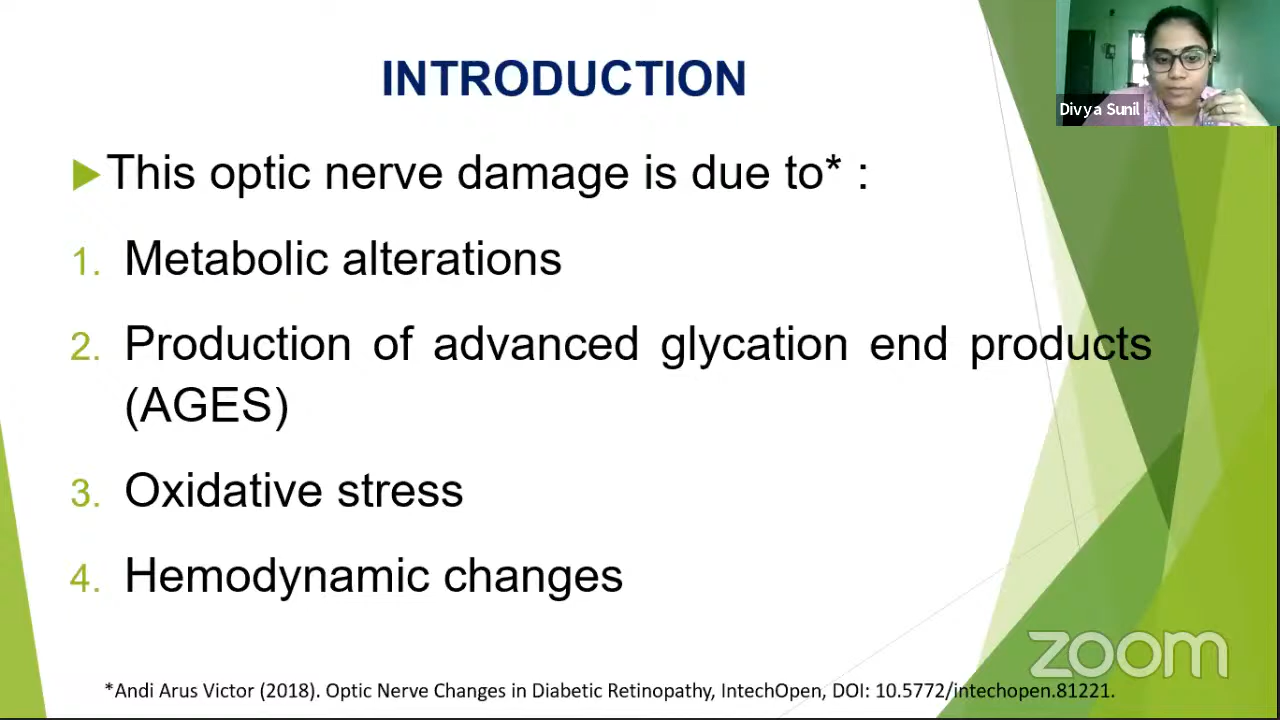 INTRODUCTION
Divya Sunil
This optic nerve damage is due to* :
1. Metabolic alterations
2. Production of advanced glycation end products
(AGES)
3. Oxidative stress
4. Hemodynamic changes
zoom
*Andi Arus Victor (2018). Optic Nerve Changes in Diabetic Retinopathy, IntechOpen, DOI: 10.5772/intechopen.81221.